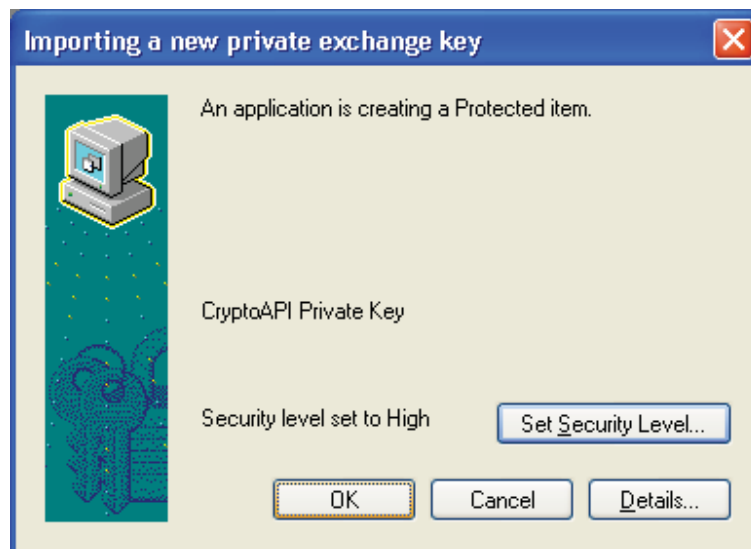 Importing a new private exchange key
An application is creating a Protected item.
CryptoAPI Private Key
Security level set to High
Set Security Level...
OK
Cancel
Details...